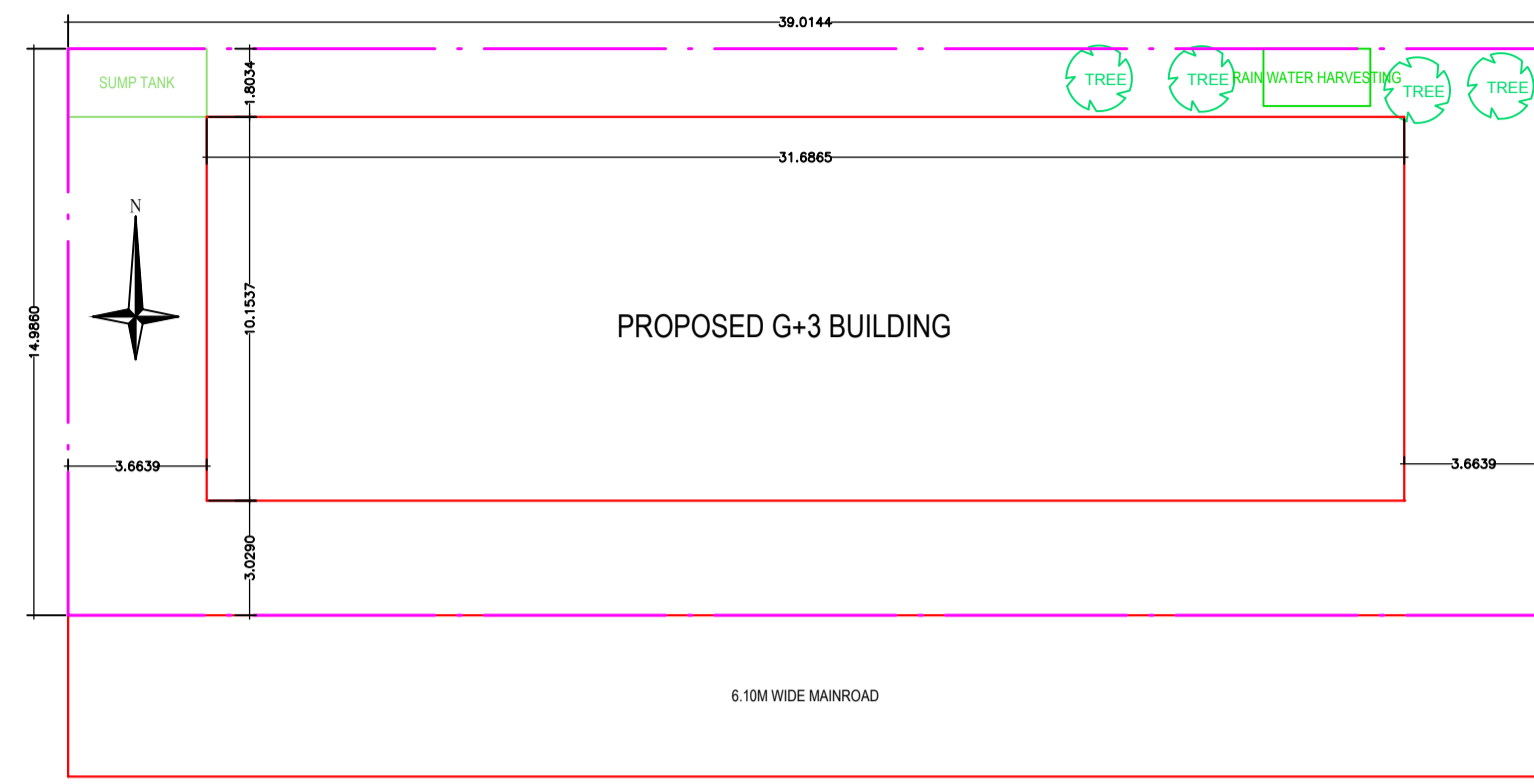 39.0144
SUMP TANK
1.8034
TREE
TREE
RAIN WATER HARVESTING
TREE
TREE
31.6865
N
10.1537
14.9860
PROPOSED G+3 BUILDING
3.6639
3.6639
3.0290
6.10M WIDE MAINROAD